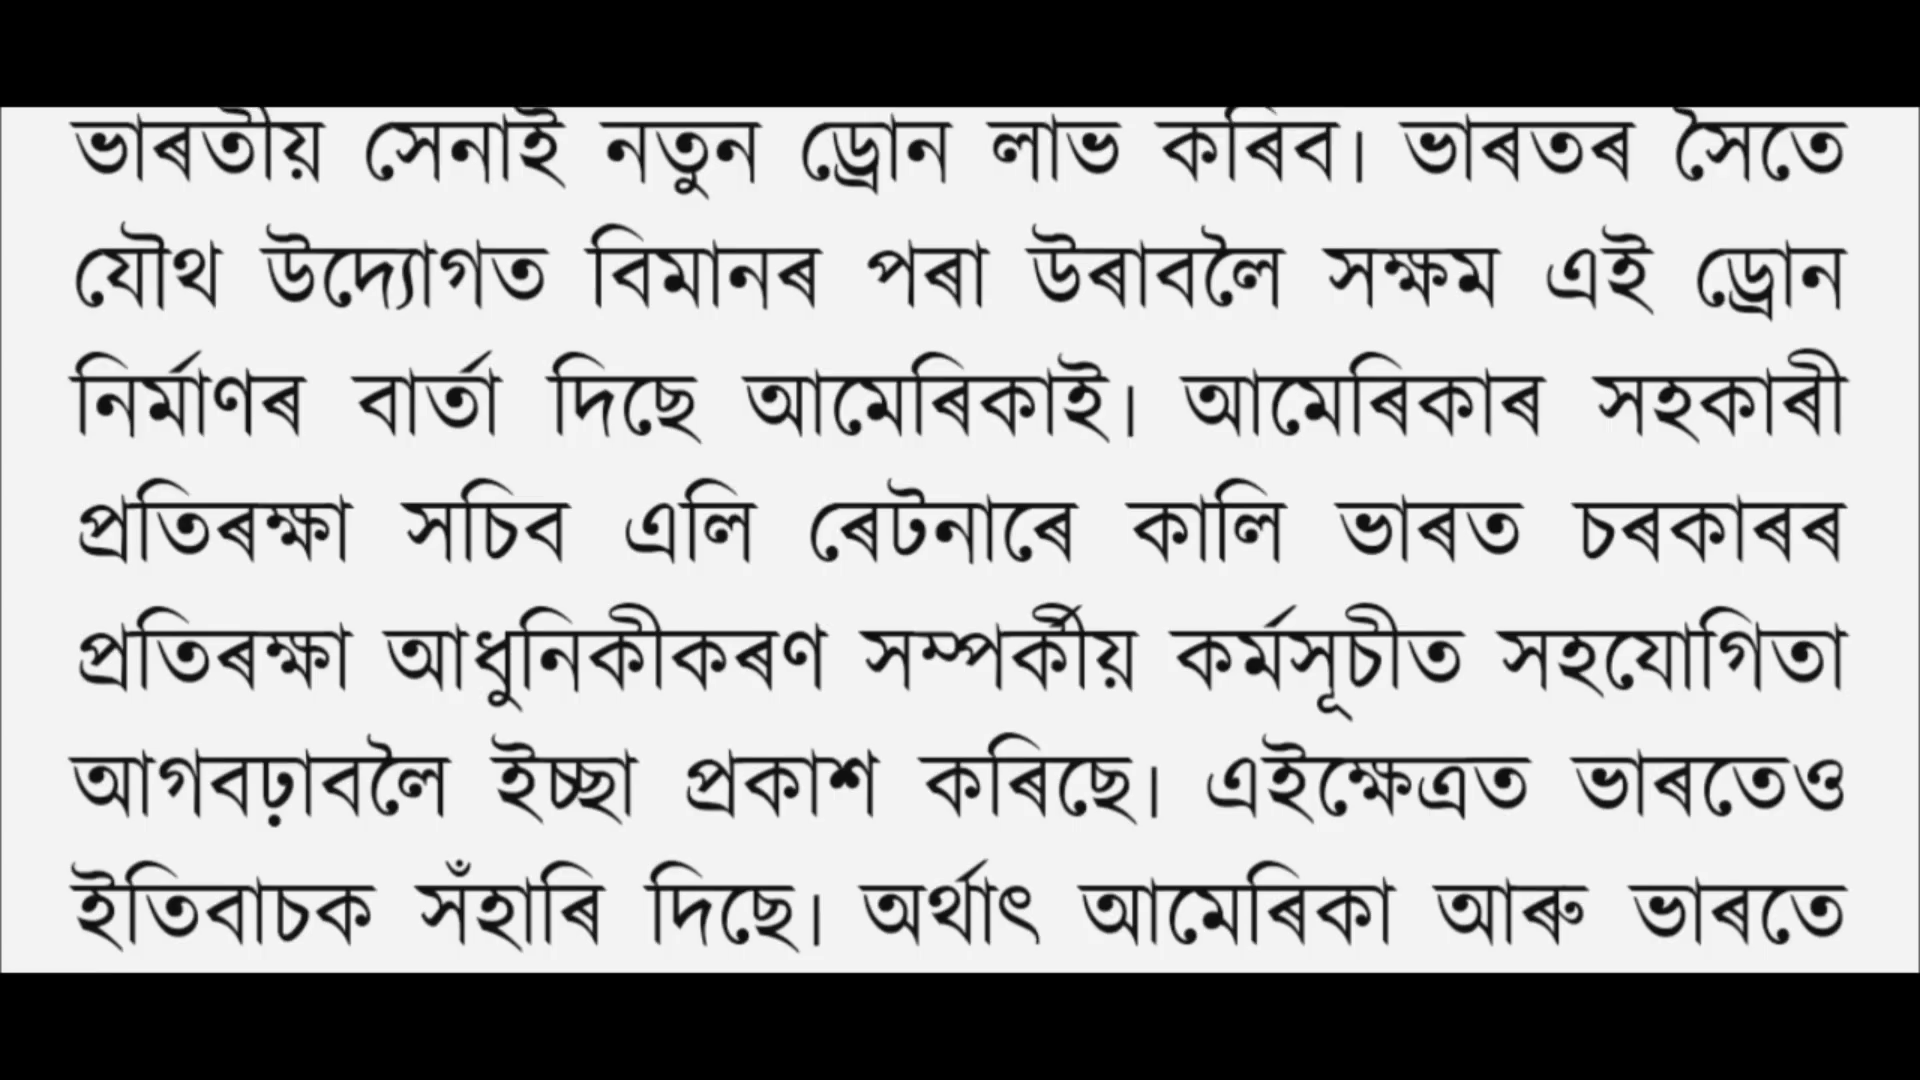 ভাৰতীয় সেনাই নতুন ড্ৰোন লাভ কৰিব। ভাৰতৰ সৈতে
যৌথ উদ্যোগত বিমানৰ পৰা উৰাবলৈ সক্ষম এই ড্ৰোন
নিৰ্মাণৰ বাৰ্তা দিছে আমেৰিকাই। আমেৰিকাৰ সহকাৰী
প্ৰতিৰক্ষা সচিব এলি ৰেটনাৰে কালি ভাৰত চৰকাৰৰ
প্ৰতিৰক্ষা আধুনিকীকৰণ সম্পৰ্কীয় কৰ্মসূচীত সহযোগিতা
আগবঢ়াবলৈ ইচ্ছা প্ৰকাশ কৰিছে। এইক্ষেএত ভাৰতেও
ইতিবাচক সঁহাৰি দিছে। অৰ্থাৎ আমেৰিকা আৰু ভাৰতে